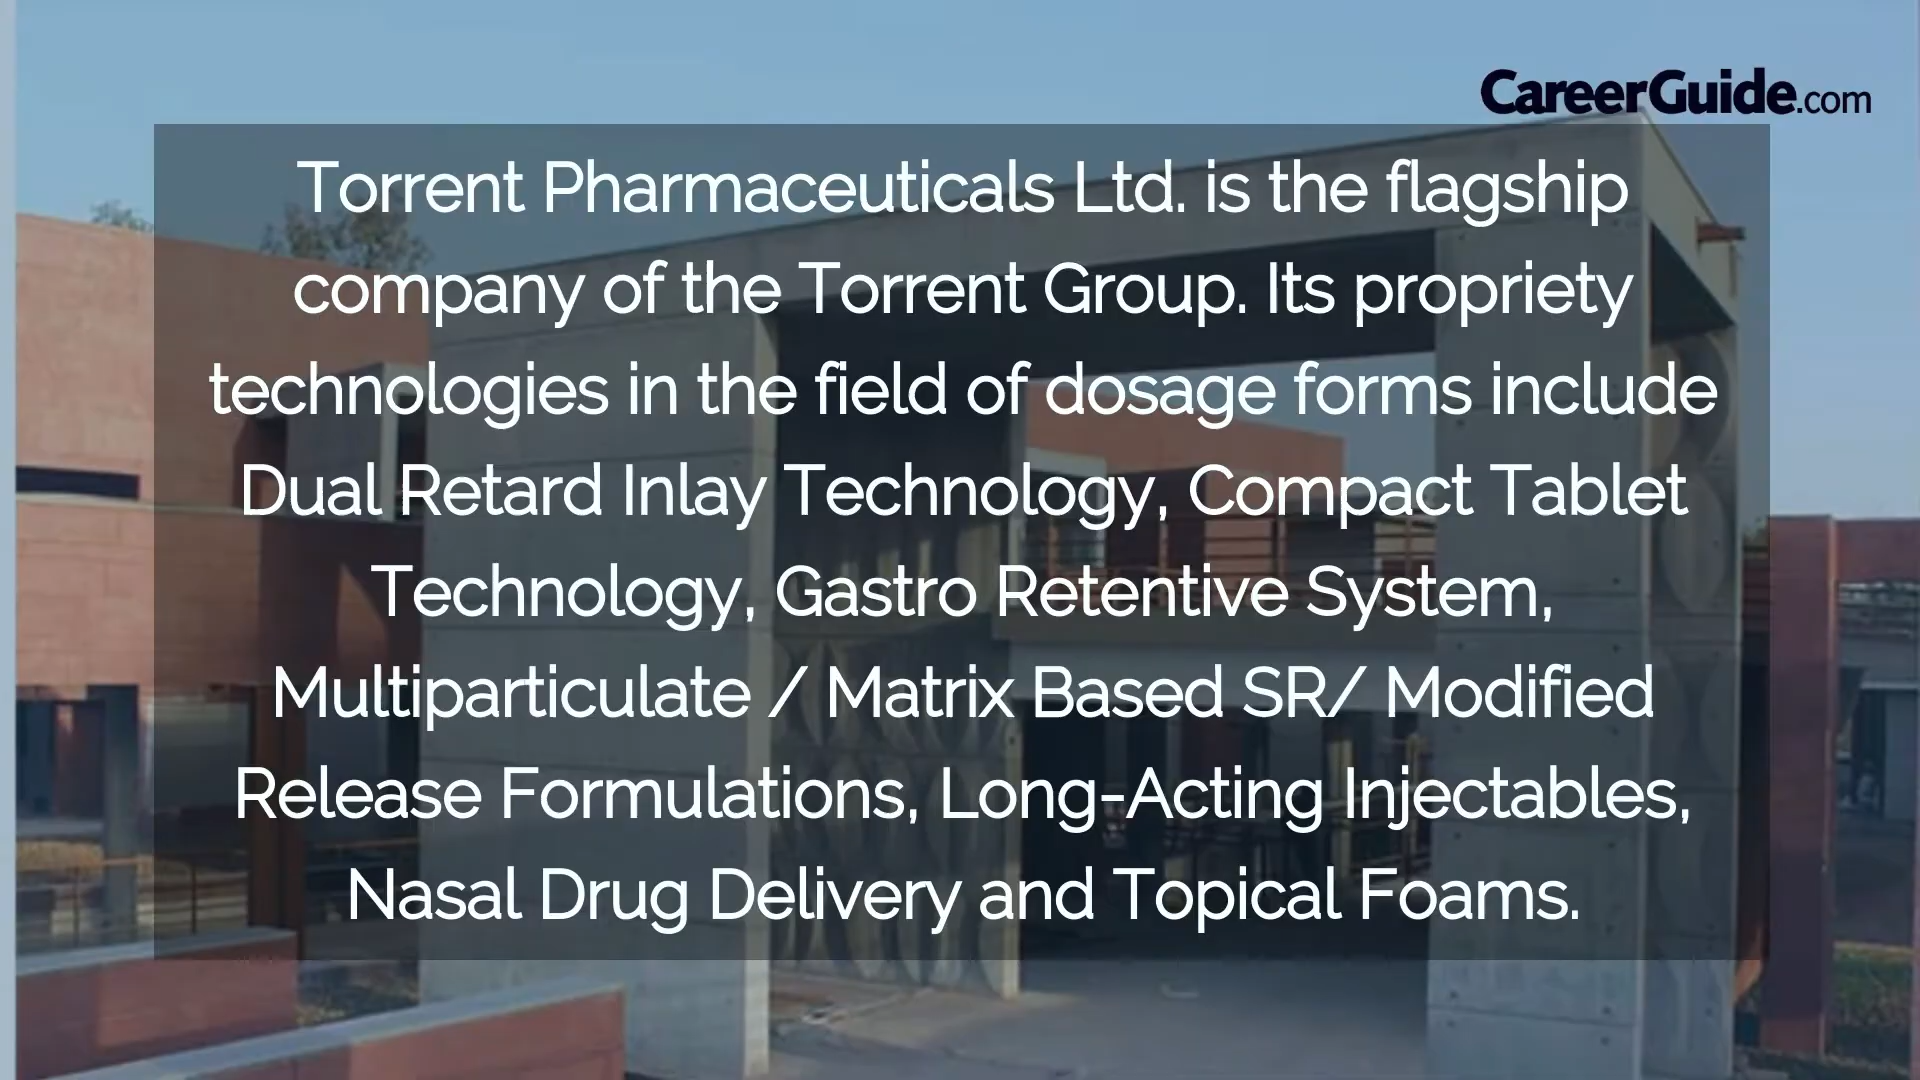 CareerGuide.com
Torrent Pharmaceuticals Ltd. is the flagship
company of the Torrent Group. Its propriety
technologies in the field of dosage forms include
Dual Retard Inlay Technology, Compact Tablet
Technology, Gastro Retentive System,
Multiparticulate / Matrix Based SR/ Modified
Release Formulations, Long-Acting Injectables,
Nasal Drug Delivery and Topical Foams.